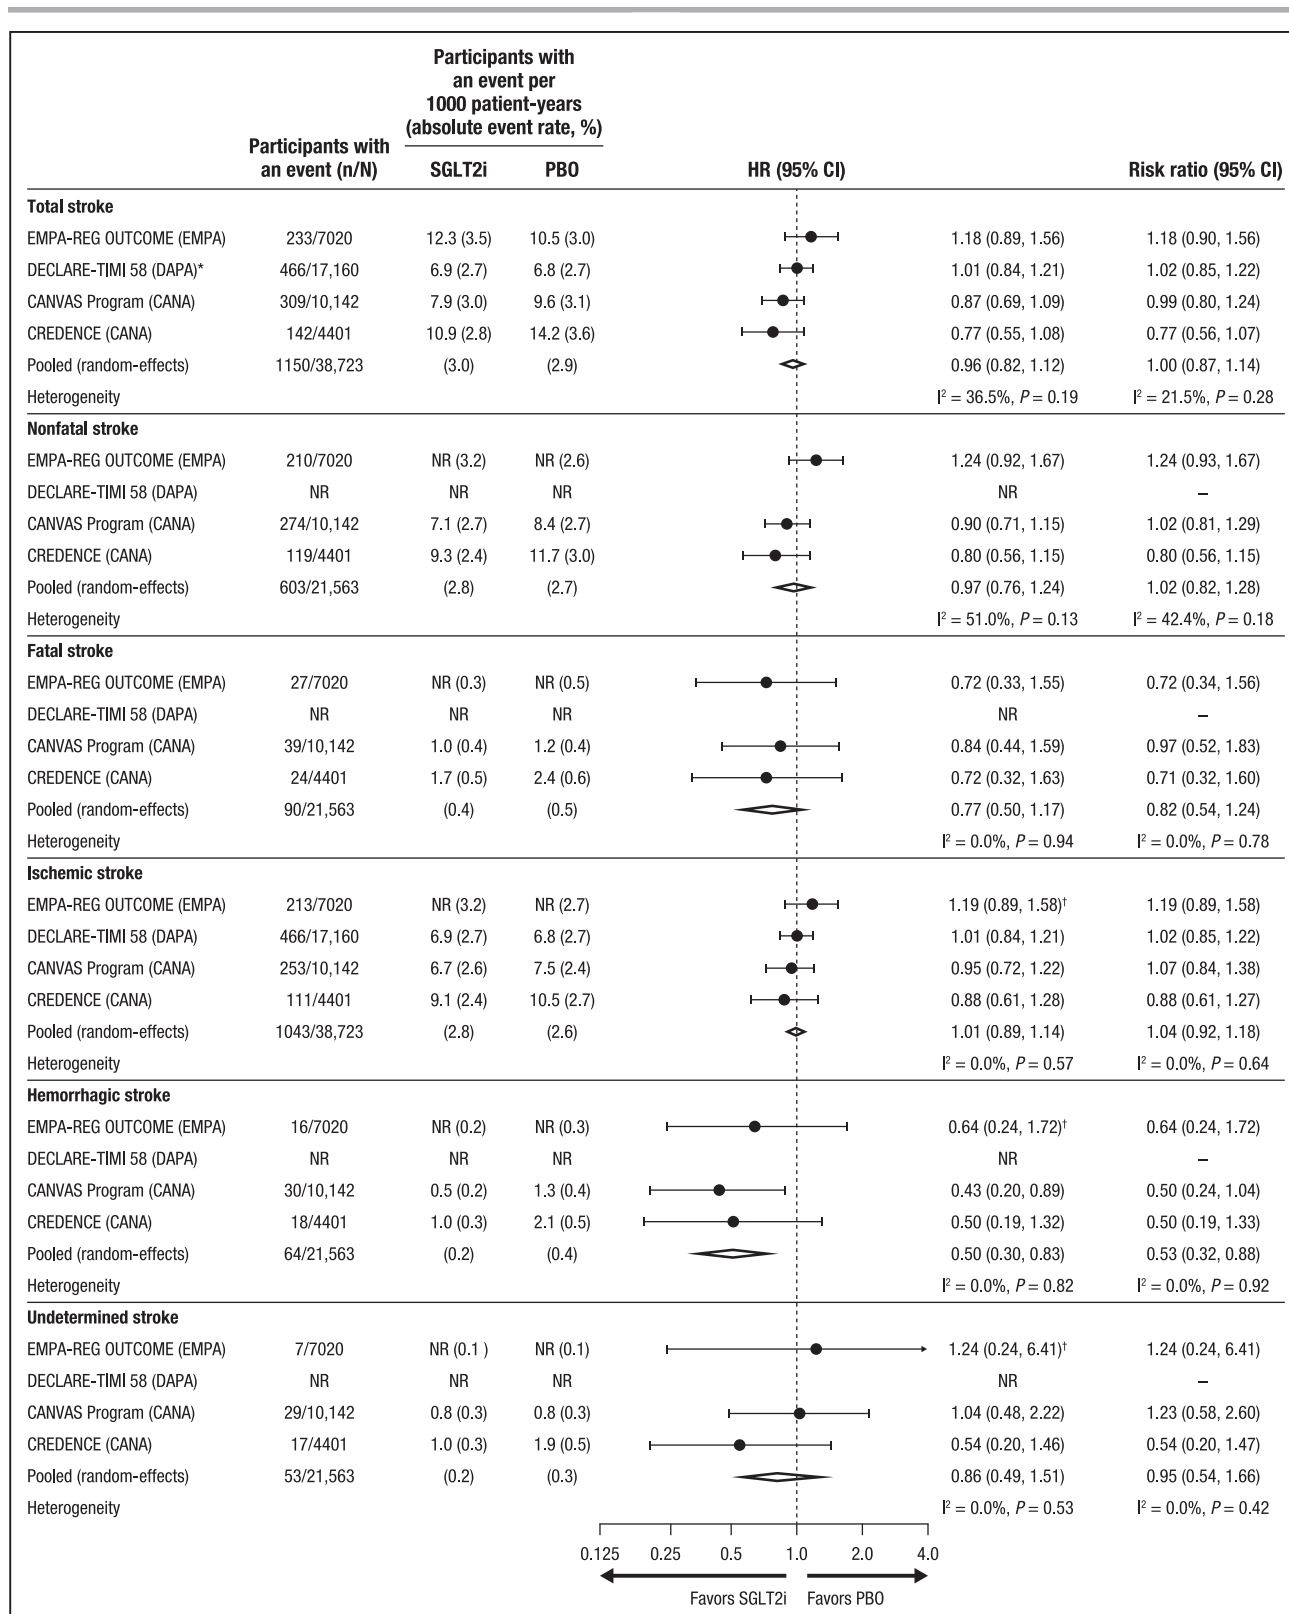 Participants with
an event per
1000 patient-years
(absolute event rate, %)
Participants with
an event (n/N) SGLT2i PBO HR (95% CI) Risk ratio (95% CI)
Total stroke
EMPA-REG OUTCOME (EMPA) 233/7020 12.3 (3.5) 10.5 (3.0) 1.18 (0.89, 1.56) 1.18 (0.90, 1.56)
DECLARE-TIMI 58 (DAPA)* 466/17,160 6.9 (2.7) 6.8 (2.7) 1.01 (0.84, 1.21) 1.02 (0.85, 1.22)
CANVAS Program (CANA) 309/10,142 7.9 (3.0) 9.6 (3.1) 0.87 (0.69, 1.09) 0.99 (0.80, 1.24)
CREDENCE (CANA) 142/4401 10.9 (2.8) 14.2 (3.6) 0.77 (0.55, 1.08) 0.77 (0.56, 1.07)
Pooled (random-effects) 1150/38,723 (3.0) (2.9) 0.96 (0.82, 1.12) 1.00 (0.87, 1.14)
Heterogeneity I² = 36.5%, P = 0.19 I² = 21.5%, P = 0.28
Nonfatal stroke
EMPA-REG OUTCOME (EMPA) 210/7020 NR (3.2) NR (2.6) 1.24 (0.92, 1.67) 1.24 (0.93, 1.67)
DECLARE-TIMI 58 (DAPA) NR NR NR NR –
CANVAS Program (CANA) 274/10,142 7.1 (2.7) 8.4 (2.7) 0.90 (0.71, 1.15) 1.02 (0.81, 1.29)
CREDENCE (CANA) 119/4401 9.3 (2.4) 11.7 (3.0) 0.80 (0.56, 1.15) 0.80 (0.56, 1.15)
Pooled (random-effects) 603/21,563 (2.8) (2.7) 0.97 (0.76, 1.24) 1.02 (0.82, 1.28)
Heterogeneity I² = 51.0%, P = 0.13 I² = 42.4%, P = 0.18
Fatal stroke
EMPA-REG OUTCOME (EMPA) 27/7020 NR (0.3) NR (0.5) 0.72 (0.33, 1.55) 0.72 (0.34, 1.56)
DECLARE-TIMI 58 (DAPA) NR NR NR NR –
CANVAS Program (CANA) 39/10,142 1.0 (0.4) 1.2 (0.4) 0.84 (0.44, 1.59) 0.97 (0.52, 1.83)
CREDENCE (CANA) 24/4401 1.7 (0.5) 2.4 (0.6) 0.72 (0.32, 1.63) 0.71 (0.32, 1.60)
Pooled (random-effects) 90/21,563 (0.4) (0.5) 0.77 (0.50, 1.17) 0.82 (0.54, 1.24)
Heterogeneity I² = 0.0%, P = 0.94 I² = 0.0%, P = 0.78
Ischemic stroke
EMPA-REG OUTCOME (EMPA) 213/7020 NR (3.2) NR (2.7) 1.19 (0.89, 1.58)† 1.19 (0.89, 1.58)
DECLARE-TIMI 58 (DAPA) 466/17,160 6.9 (2.7) 6.8 (2.7) 1.01 (0.84, 1.21) 1.02 (0.85, 1.22)
CANVAS Program (CANA) 253/10,142 6.7 (2.6) 7.5 (2.4) 0.95 (0.72, 1.22) 1.07 (0.84, 1.38)
CREDENCE (CANA) 111/4401 9.1 (2.4) 10.5 (2.7) 0.88 (0.61, 1.28) 0.88 (0.61, 1.27)
Pooled (random-effects) 1043/38,723 (2.8) (2.6) 1.01 (0.89, 1.14) 1.04 (0.92, 1.18)
Heterogeneity I² = 0.0%, P = 0.57 I² = 0.0%, P = 0.64
Hemorrhagic stroke
EMPA-REG OUTCOME (EMPA) 16/7020 NR (0.2) NR (0.3) 0.64 (0.24, 1.72)† 0.64 (0.24, 1.72)
DECLARE-TIMI 58 (DAPA) NR NR NR NR –
CANVAS Program (CANA) 30/10,142 0.5 (0.2) 1.3 (0.4) 0.43 (0.20, 0.89) 0.50 (0.24, 1.04)
CREDENCE (CANA) 18/4401 1.0 (0.3) 2.1 (0.5) 0.50 (0.19, 1.32) 0.50 (0.19, 1.33)
Pooled (random-effects) 64/21,563 (0.2) (0.4) 0.50 (0.30, 0.83) 0.53 (0.32, 0.88)
Heterogeneity I² = 0.0%, P = 0.82 I² = 0.0%, P = 0.92
Undetermined stroke
EMPA-REG OUTCOME (EMPA) 7/7020 NR (0.1 ) NR (0.1) 1.24 (0.24, 6.41)† 1.24 (0.24, 6.41)
DECLARE-TIMI 58 (DAPA) NR NR NR NR –
CANVAS Program (CANA) 29/10,142 0.8 (0.3) 0.8 (0.3) 1.04 (0.48, 2.22) 1.23 (0.58, 2.60)
CREDENCE (CANA) 17/4401 1.0 (0.3) 1.9 (0.5) 0.54 (0.20, 1.46) 0.54 (0.20, 1.47)
Pooled (random-effects) 53/21,563 (0.2) (0.3) 0.86 (0.49, 1.51) 0.95 (0.54, 1.66)
Heterogeneity I² = 0.0%, P = 0.53 I² = 0.0%, P = 0.42
0.125 0.25 0.5 1.0 2.0 4.0
Favors SGLT2i Favors PBO